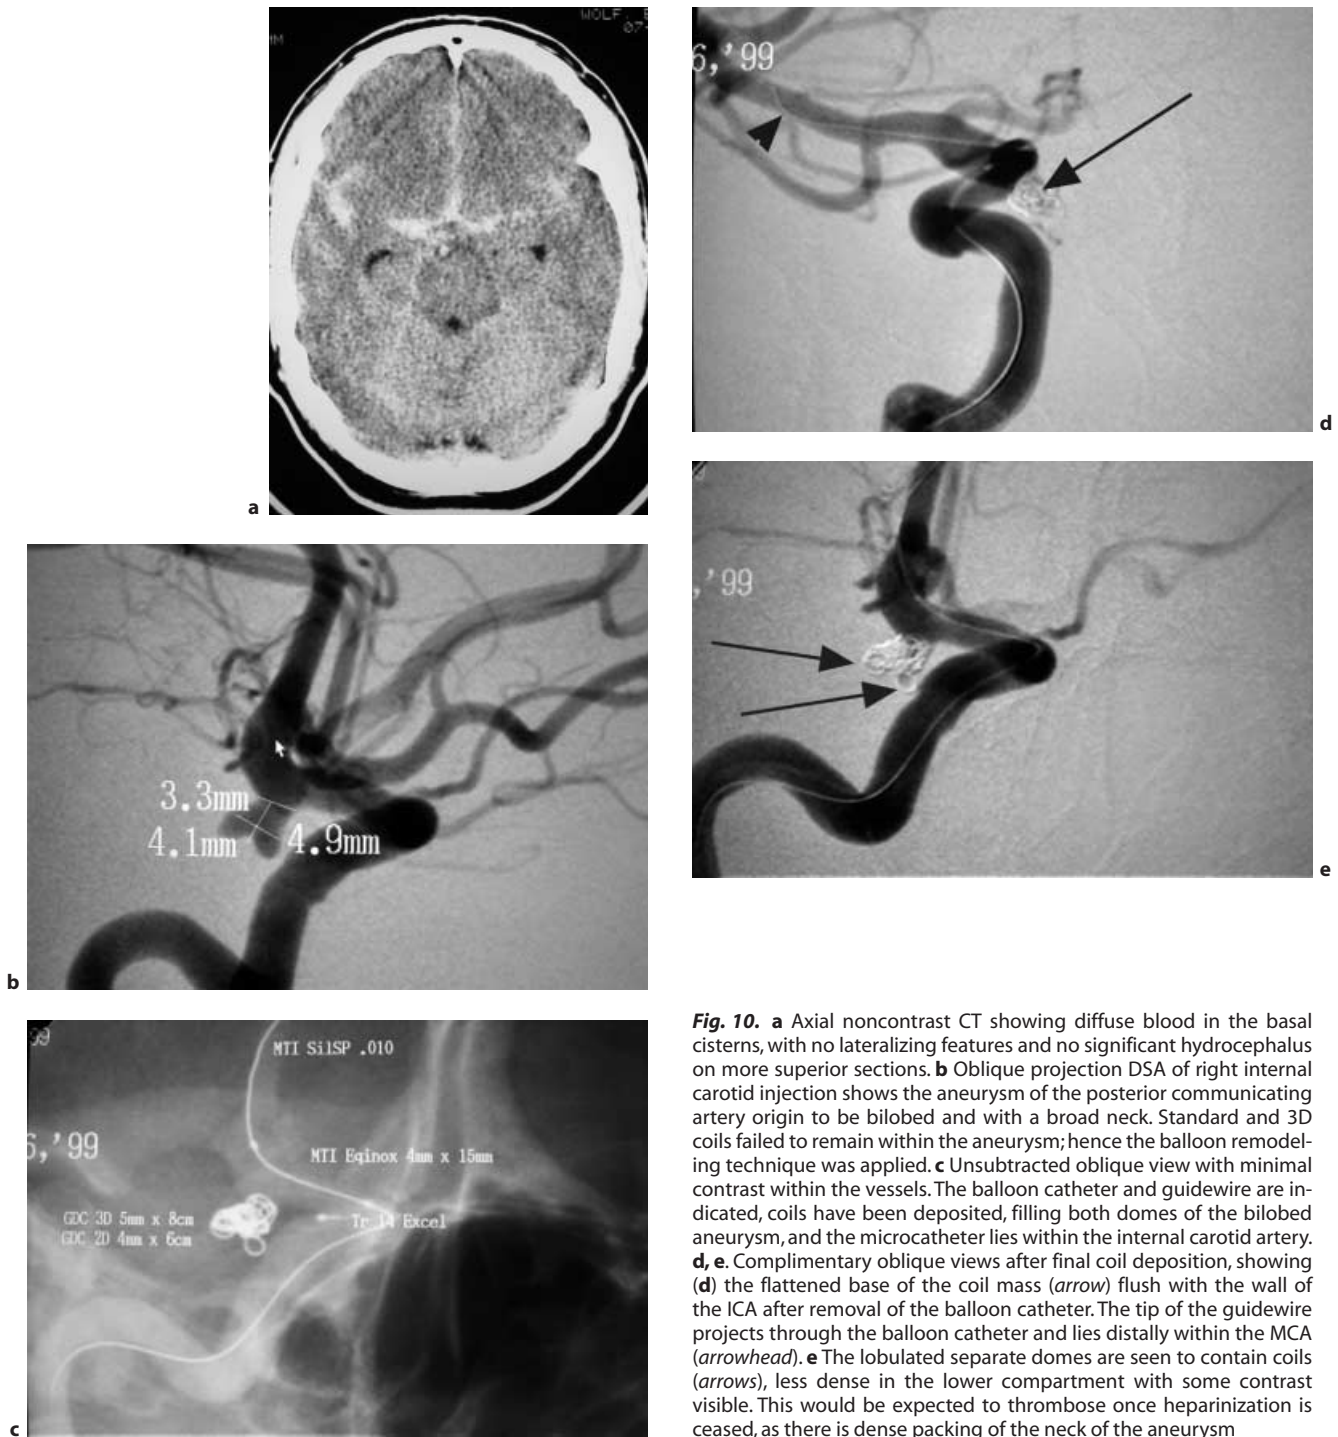 WOLF,
MM
a
6,'99
d
,'99
e
3.3mm
4.1mm
4.9mm
b
99
MTI SilSP .010
6,'99
MTI Eqinox 4mm x 15mm
GDC 3D 5mm x 8cm
GDC 2D 4mm x 6cm
Tr 14 Excel
c
Fig. 10. a Axial noncontrast CT showing diffuse blood in the basal
cisterns, with no lateralizing features and no significant hydrocephalus
on more superior sections. b Oblique projection DSA of right internal
carotid injection shows the aneurysm of the posterior communicating
artery origin to be bilobed and with a broad neck. Standard and 3D
coils failed to remain within the aneurysm; hence the balloon remodel-
ing technique was applied. c Unsubtracted oblique view with minimal
contrast within the vessels. The balloon catheter and guidewire are in-
dicated, coils have been deposited, filling both domes of the bilobed
aneurysm, and the microcatheter lies within the internal carotid artery.
d, e. Complimentary oblique views after final coil deposition, showing
(d) the flattened base of the coil mass (arrow) flush with the wall of
the ICA after removal of the balloon catheter. The tip of the guidewire
projects through the balloon catheter and lies distally within the MCA
(arrowhead). e The lobulated separate domes are seen to contain coils
(arrows), less dense in the lower compartment with some contrast
visible. This would be expected to thrombose once heparinization is
ceased, as there is dense packing of the neck of the aneurysm